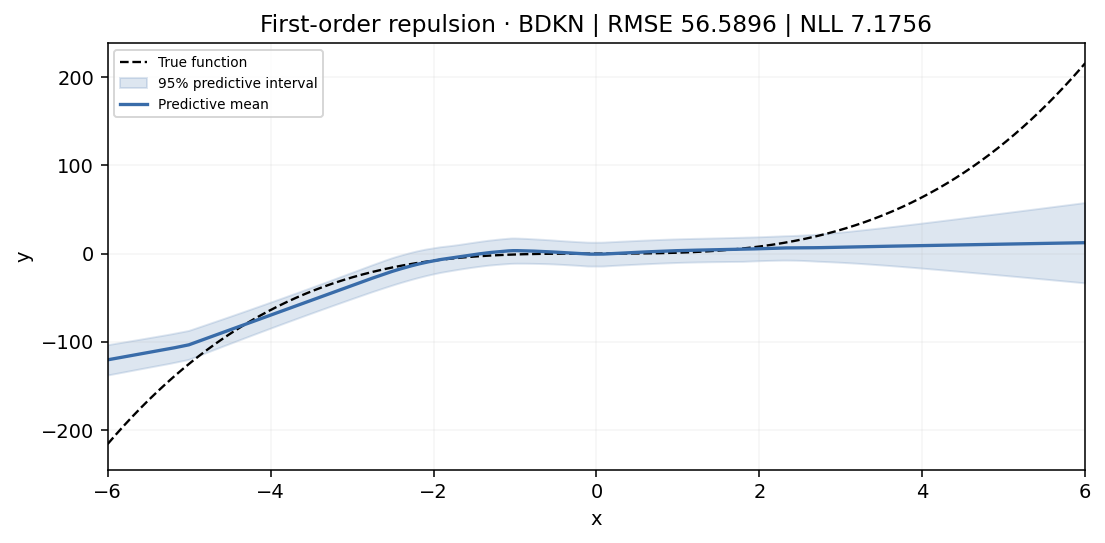 First-order repulsion · BDKN | RMSE 56.5896 | NLL 7.1756
True function
95% predictive interval
Predictive mean
200
100
0
−100
−200
y
−6 −4 −2 0 2 4 6
x